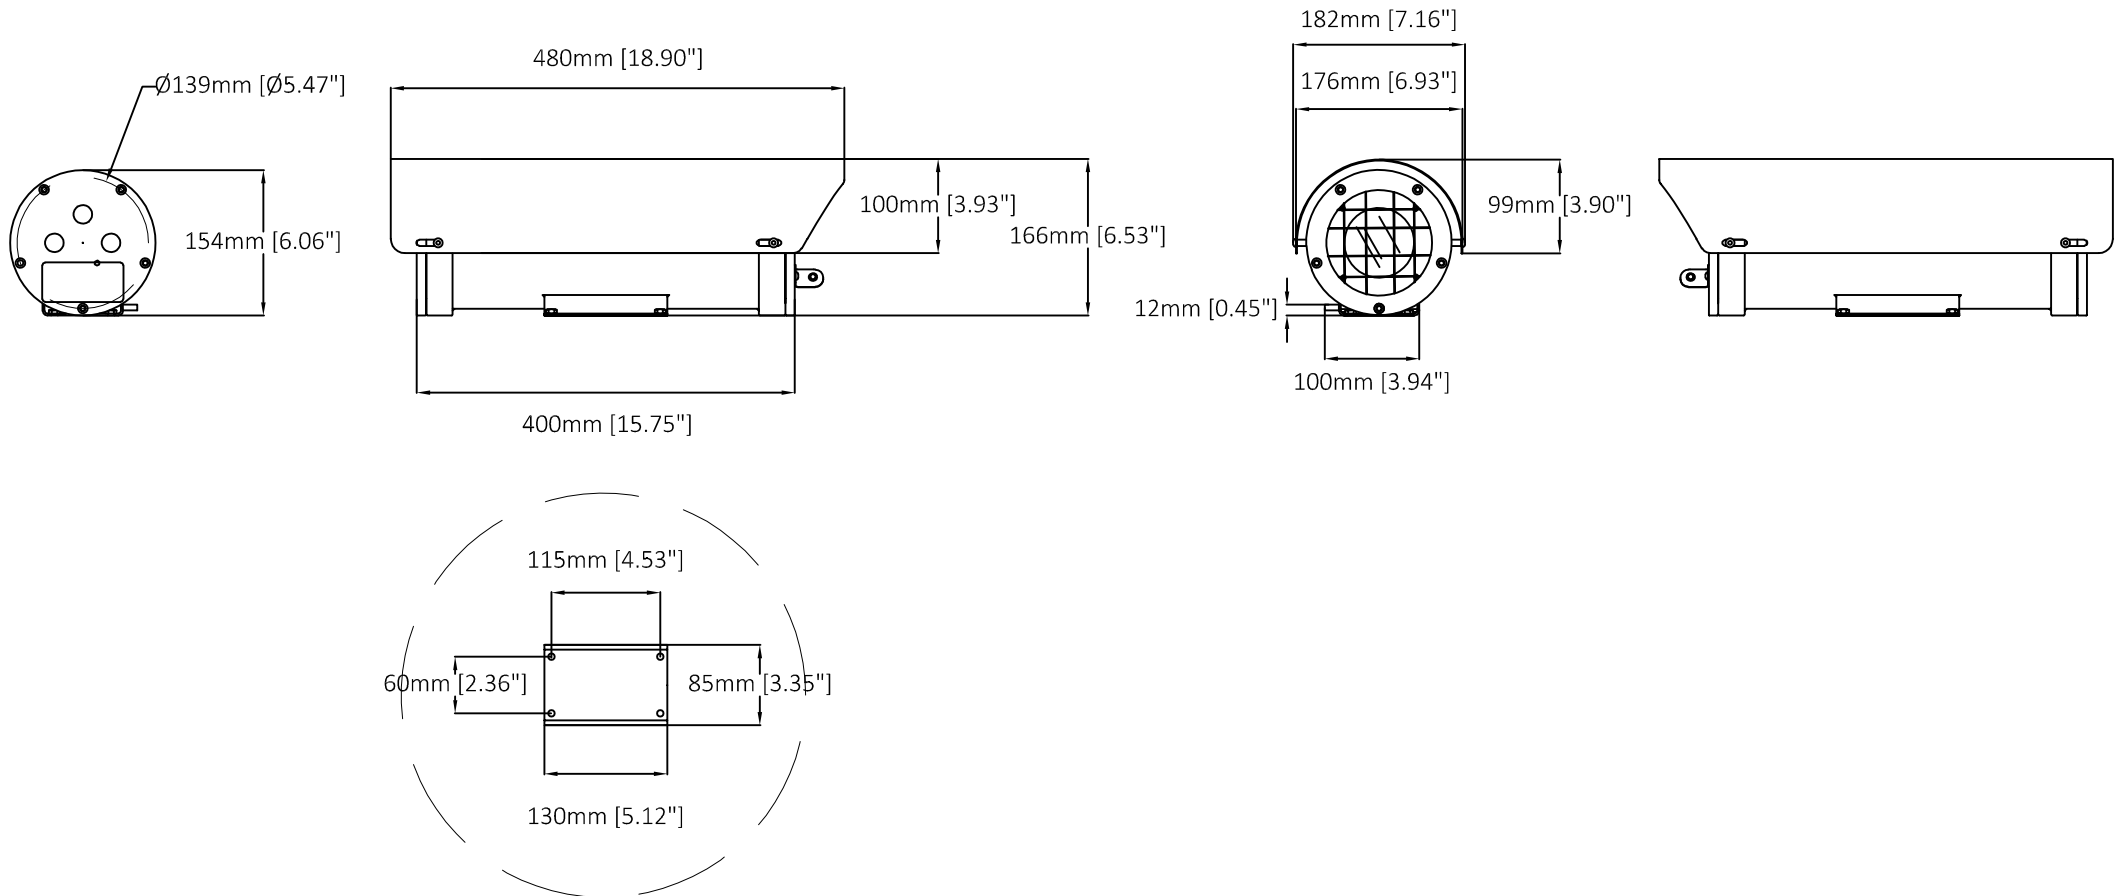 Ø139mm [Ø5.47"]
154mm [6.06"]
480mm [18.90"]
100mm [3.93"]
166mm [6.53"]
400mm [15.75"]
182mm [7.16"]
176mm [6.93"]
99mm [3.90"]
12mm [0.45"]
100mm [3.94"]
115mm [4.53"]
60mm [2.36"]
85mm [3.35"]
130mm [5.12"]